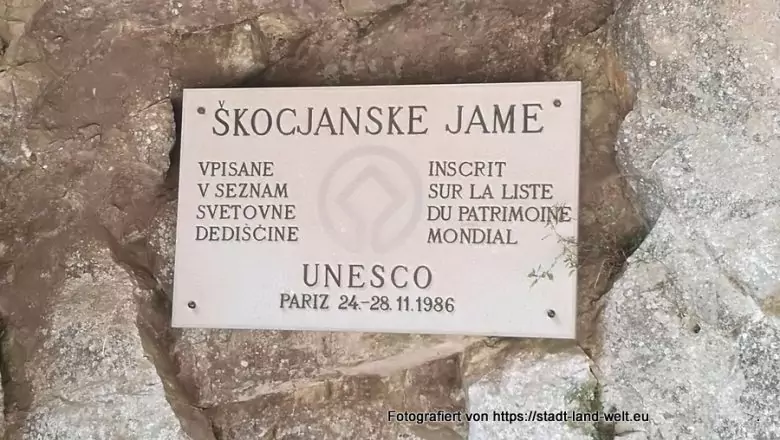 ŠKOCJANSKE JAME
VPISANE
V SEZNAM
SVETOVNE
DEDIŠČINE
INSCRIT
SUR LA LISTE
DU PATRIMOINE
MONDIAL
UNESCO
PARIZ 24.-28.11.1986
Fotografiert von https://stadt-land-welt.eu